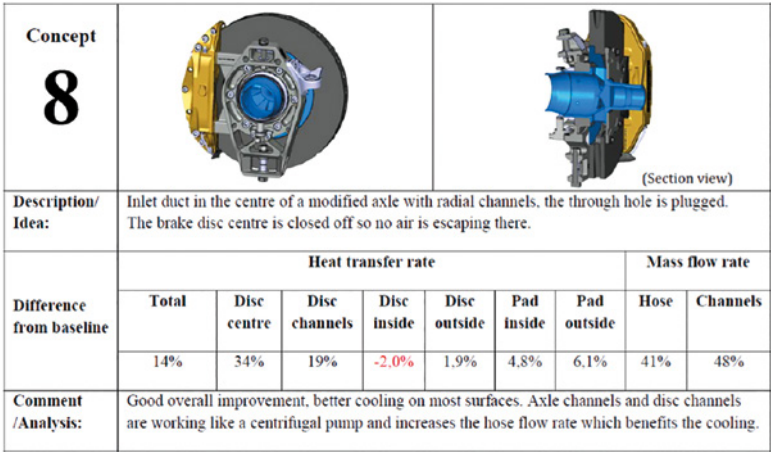 Concept
8
(Section view)
Description/
Idea:
Inlet duct in the centre of a modified axle with radial channels, the through hole is plugged.
The brake disc centre is closed off so no air is escaping there.
Difference
from baseline
Heat transfer rate
Mass flow rate
Total
Disc
centre
Disc
channels
Disc
inside
Disc
outside
Pad
inside
Pad
outside
Hose
Channels
14%
34%
19%
-2,0%
1,9%
4,8%
6,1%
41%
48%
Comment
/Analysis:
Good overall improvement, better cooling on most surfaces. Axle channels and disc channels
are working like a centrifugal pump and increases the hose flow rate which benefits the cooling.